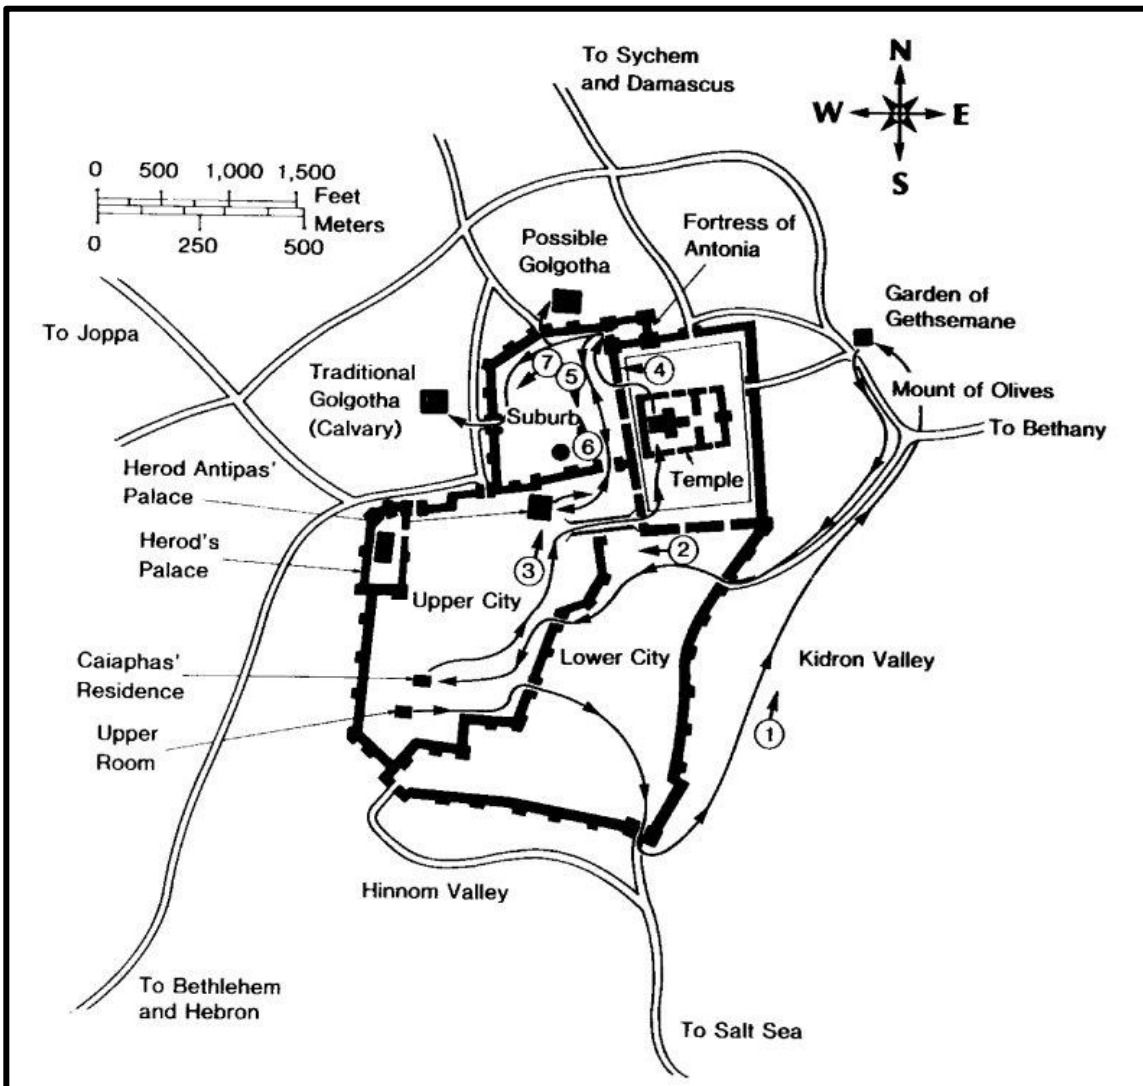 To Sychem
and Damascus
N
W E
S
0 500 1,000 1,500
Feet
Meters
0 250 500
Possible
Golgotha
Fortress of
Antonia
Garden of
Gethsemane
To Joppa
Traditional
Golgotha
(Calvary)
7
5
4
Mount of Olives
Suburb
To Bethany
6
Herod Antipas'
Palace
Temple
Herod's
Palace
3
2
Upper City
Caiaphas'
Residence
Lower City
Kidron Valley
Upper
Room
1
Hinnom Valley
To Bethlehem
and Hebron
To Salt Sea